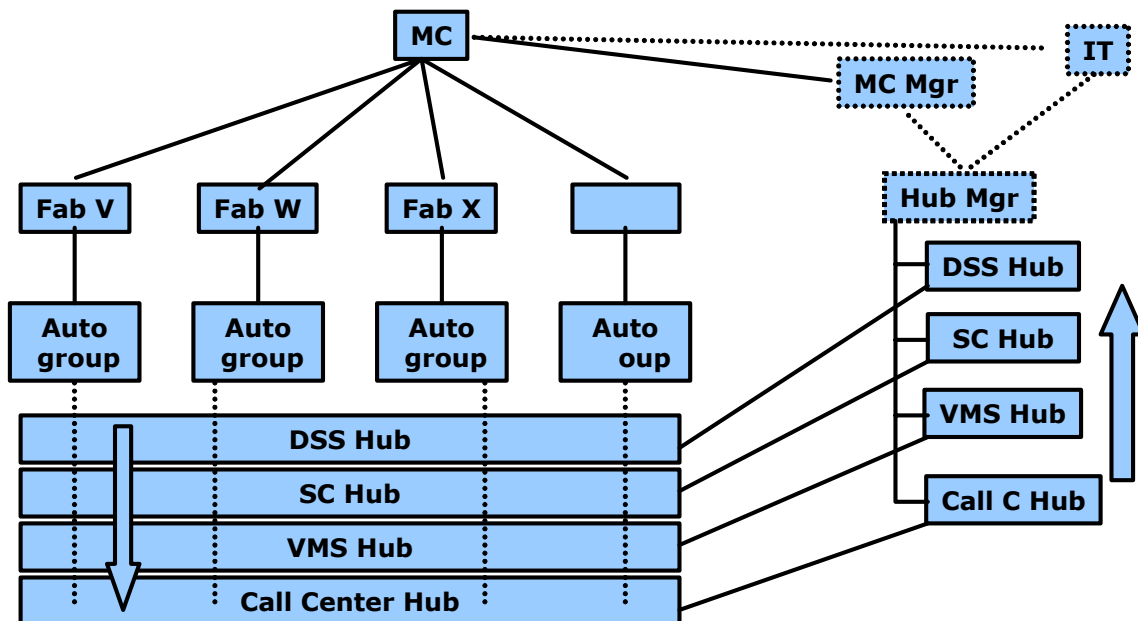 MC
IT
MC Mgr
Fab V
Fab W
Fab X
Hub Mgr
DSS Hub
Auto
group
Auto
group
Auto
group
Auto
oup
SC Hub
VMS Hub
DSS Hub
SC Hub
Call C Hub
VMS Hub
Call Center Hub